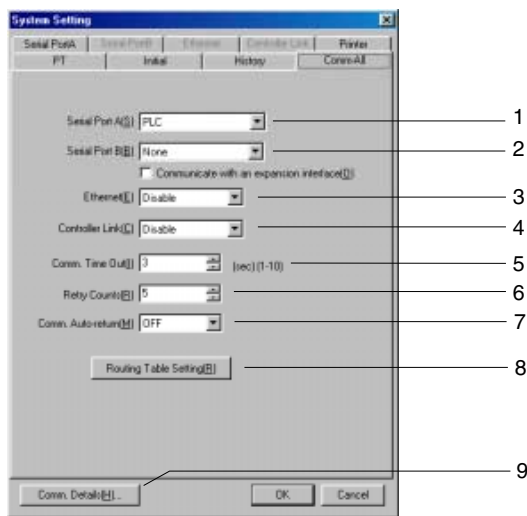 System Setting
Serial PortA Serial PortB Ethernet Controller Link Printer
PT Initial History Comm-All
Serial Port A(S) PLC 1
Serial Port B(B) None 2
Communicate with an expansion interface(O)
Ethernet(E) Disable 3
Controller Link(C) Disable 4
Comm. Time Out(I) 3 (sec) (1-10) 5
Retry Counts(R) 5 6
Comm. Auto-return(M) OFF 7
Routing Table Setting(R) 8
9
Comm. Details(H)... OK Cancel